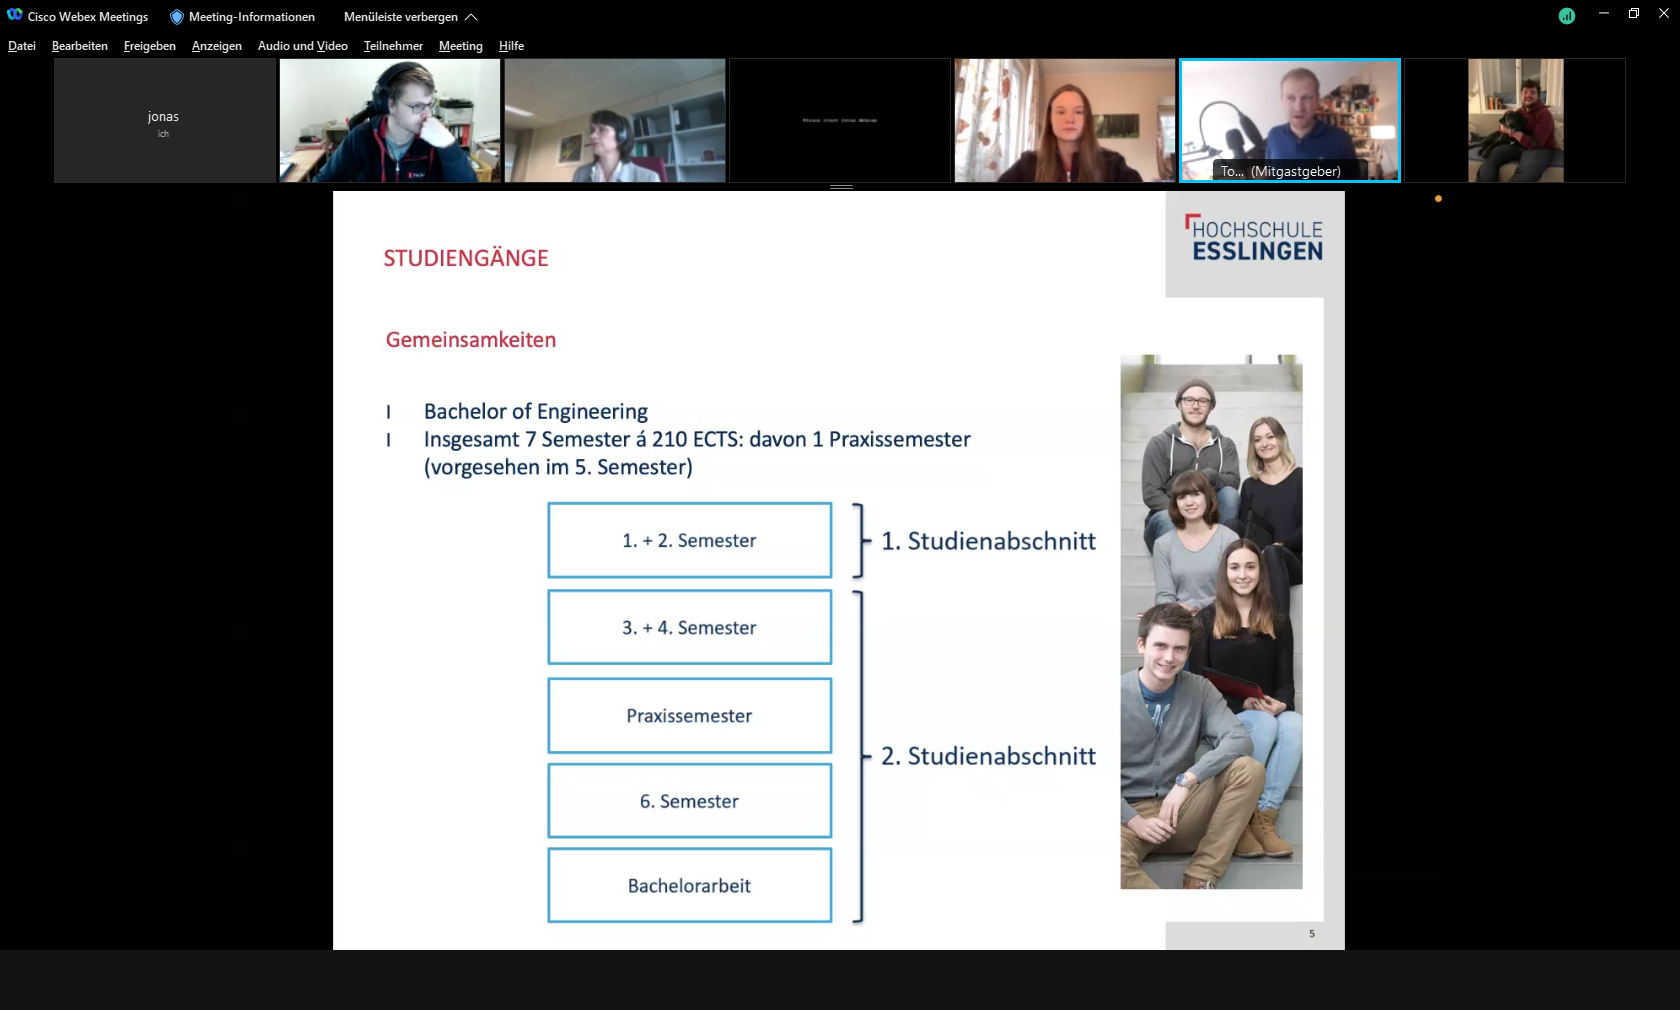 Cisco Webex Meetings
Meeting-Informationen
Menüleiste verbergen
Datei Bearbeiten Freigeben Anzeigen Audio und Video Teilnehmer Meeting Hilfe
jonas
ich
To... (Mitgastgeber)
HOCHSCHULE
ESSLINGEN
STUDIENGÄNGE
Gemeinsamkeiten
I Bachelor of Engineering
I Insgesamt 7 Semester á 210 ECTS: davon 1 Praxissemester
(vorgesehen im 5. Semester)
1. + 2. Semester
1. Studienabschnitt
3. + 4. Semester
Praxissemester
2. Studienabschnitt
6. Semester
Bachelorarbeit
5